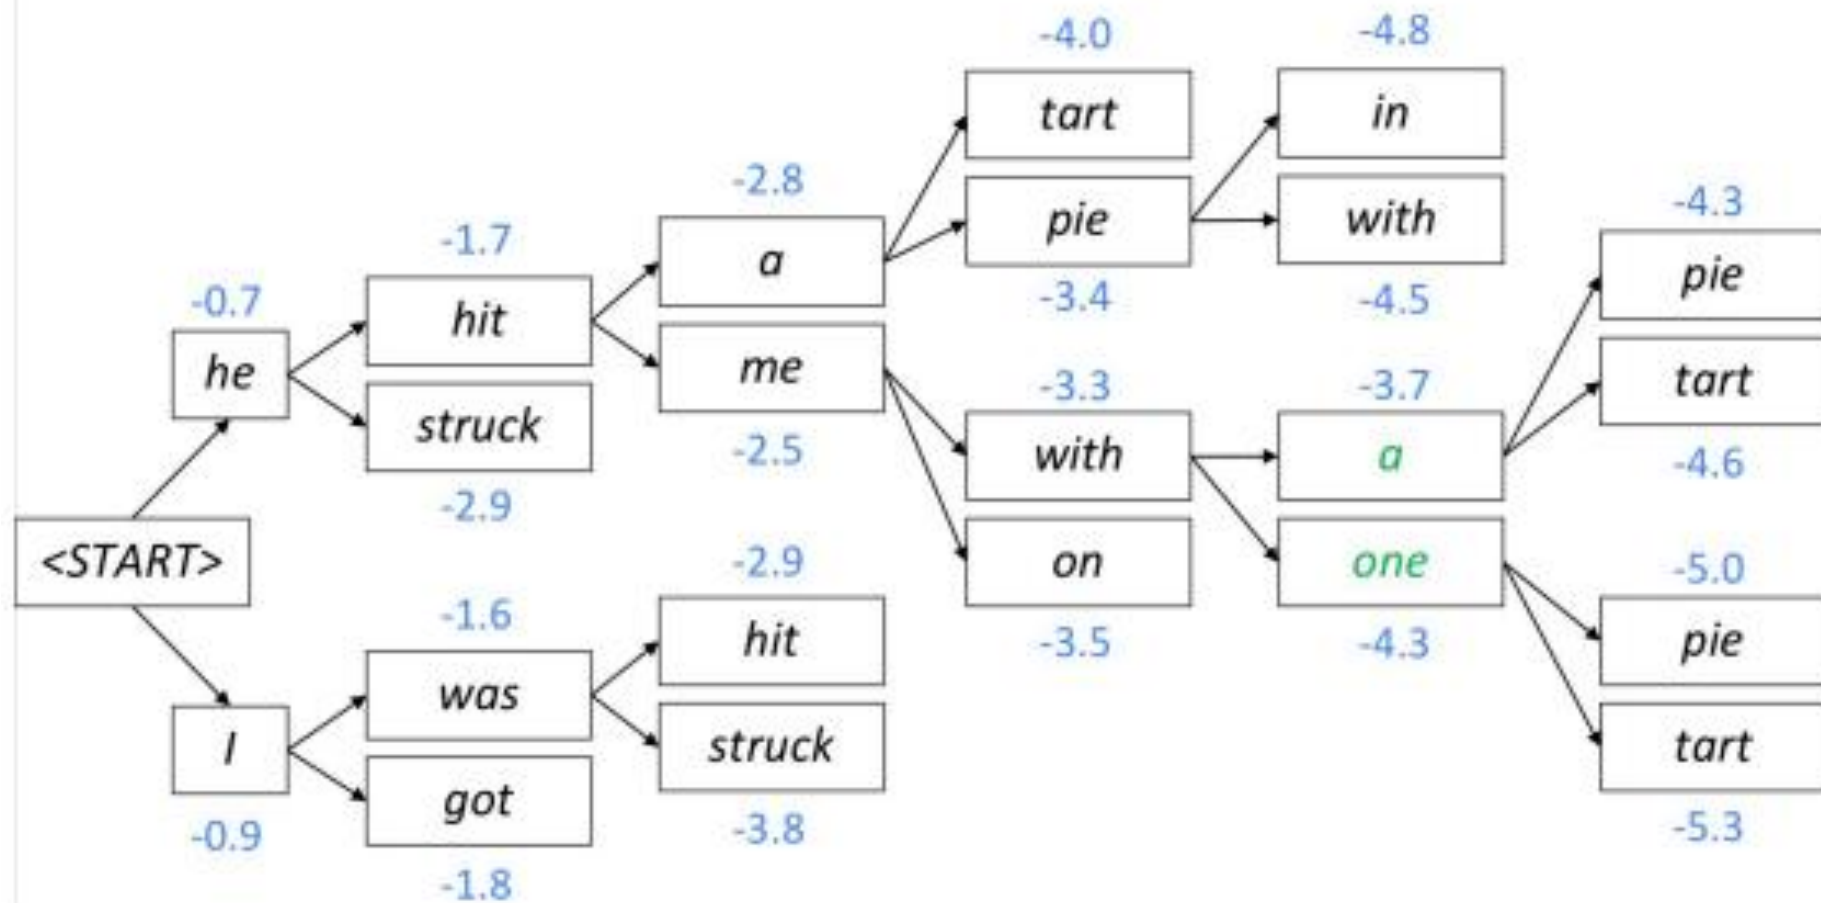 -4.0
-4.8
tart
in
-2.8
pie
with
-4.3
-1.7
a
-3.4
-4.5
pie
-0.7
hit
he
me
-3.3
-3.7
tart
struck
-2.5
with
a
-4.6
-2.9
<START>
-2.9
on
one
-5.0
-1.6
hit
-3.5
-4.3
pie
was
I
struck
tart
got
-0.9
-3.8
-5.3
-1.8